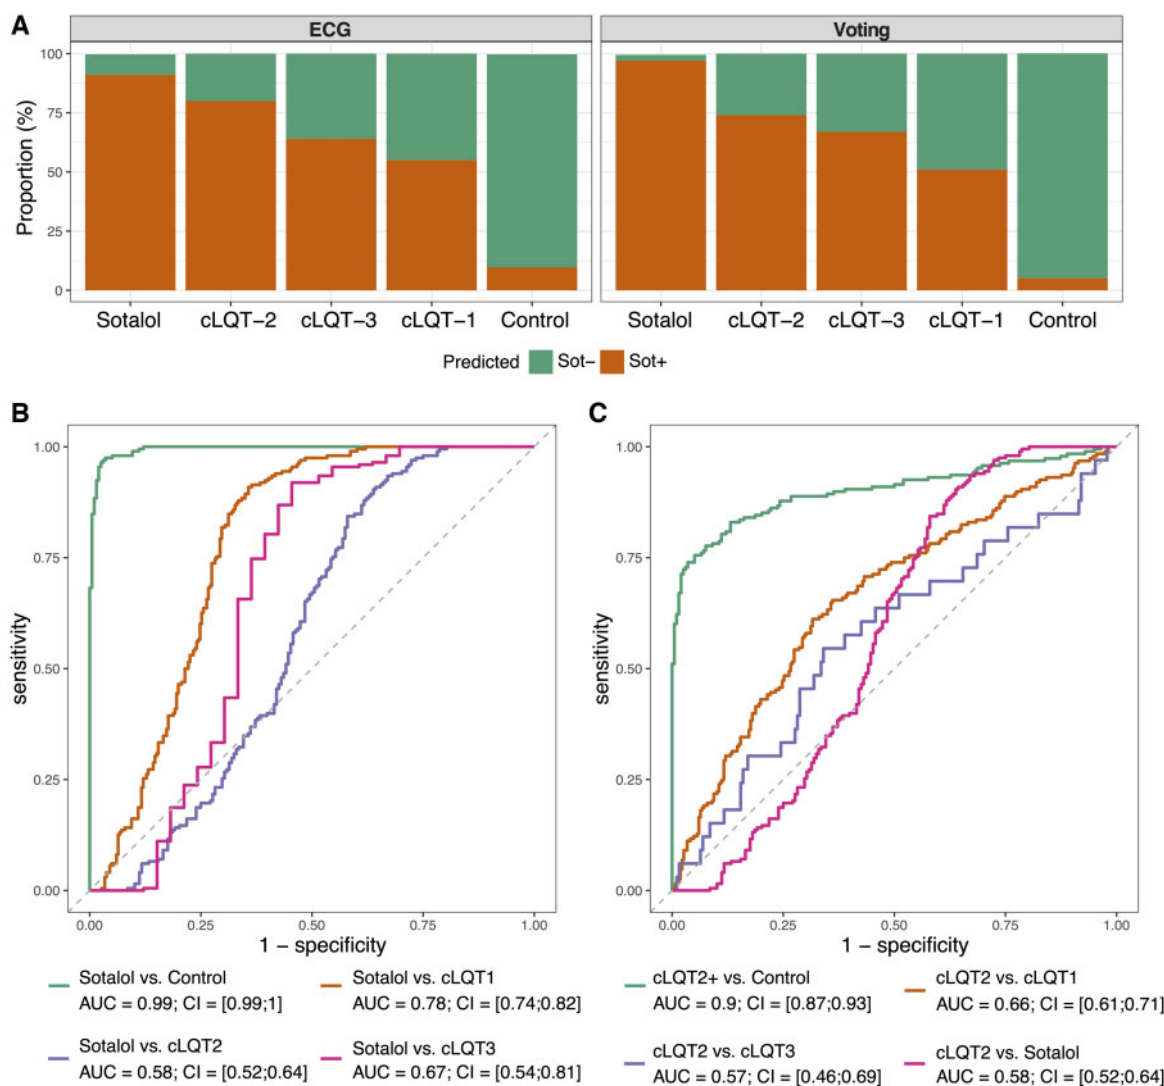 A
ECG
Voting
Proportion (%)
100
75
50
25
0
Sotalol cLQT−2 cLQT−3 cLQT−1 Control
Sotalol cLQT−2 cLQT−3 cLQT−1 Control
Predicted Sot− Sot+
B
sensitivity
1.00
0.75
0.50
0.25
0.00
0.00 0.25 0.50 0.75 1.00
1 − specificity
Sotalol vs. Control
AUC = 0.99; CI = [0.99;1]
Sotalol vs. cLQT1
AUC = 0.78; CI = [0.74;0.82]
Sotalol vs. cLQT2
AUC = 0.58; CI = [0.52;0.64]
Sotalol vs. cLQT3
AUC = 0.67; CI = [0.54;0.81]
C
sensitivity
1.00
0.75
0.50
0.25
0.00
0.00 0.25 0.50 0.75 1.00
1 − specificity
cLQT2+ vs Control
AUC = 0.9; CI = [0.87;0.93]
cLQT2 vs cLQT1
AUC = 0.66; CI = [0.61;0.71]
cLQT2 vs cLQT3
AUC = 0.57; CI = [0.46;0.69]
cLQT2 vs Sotalol
AUC = 0.58; CI = [0.52;0.64]